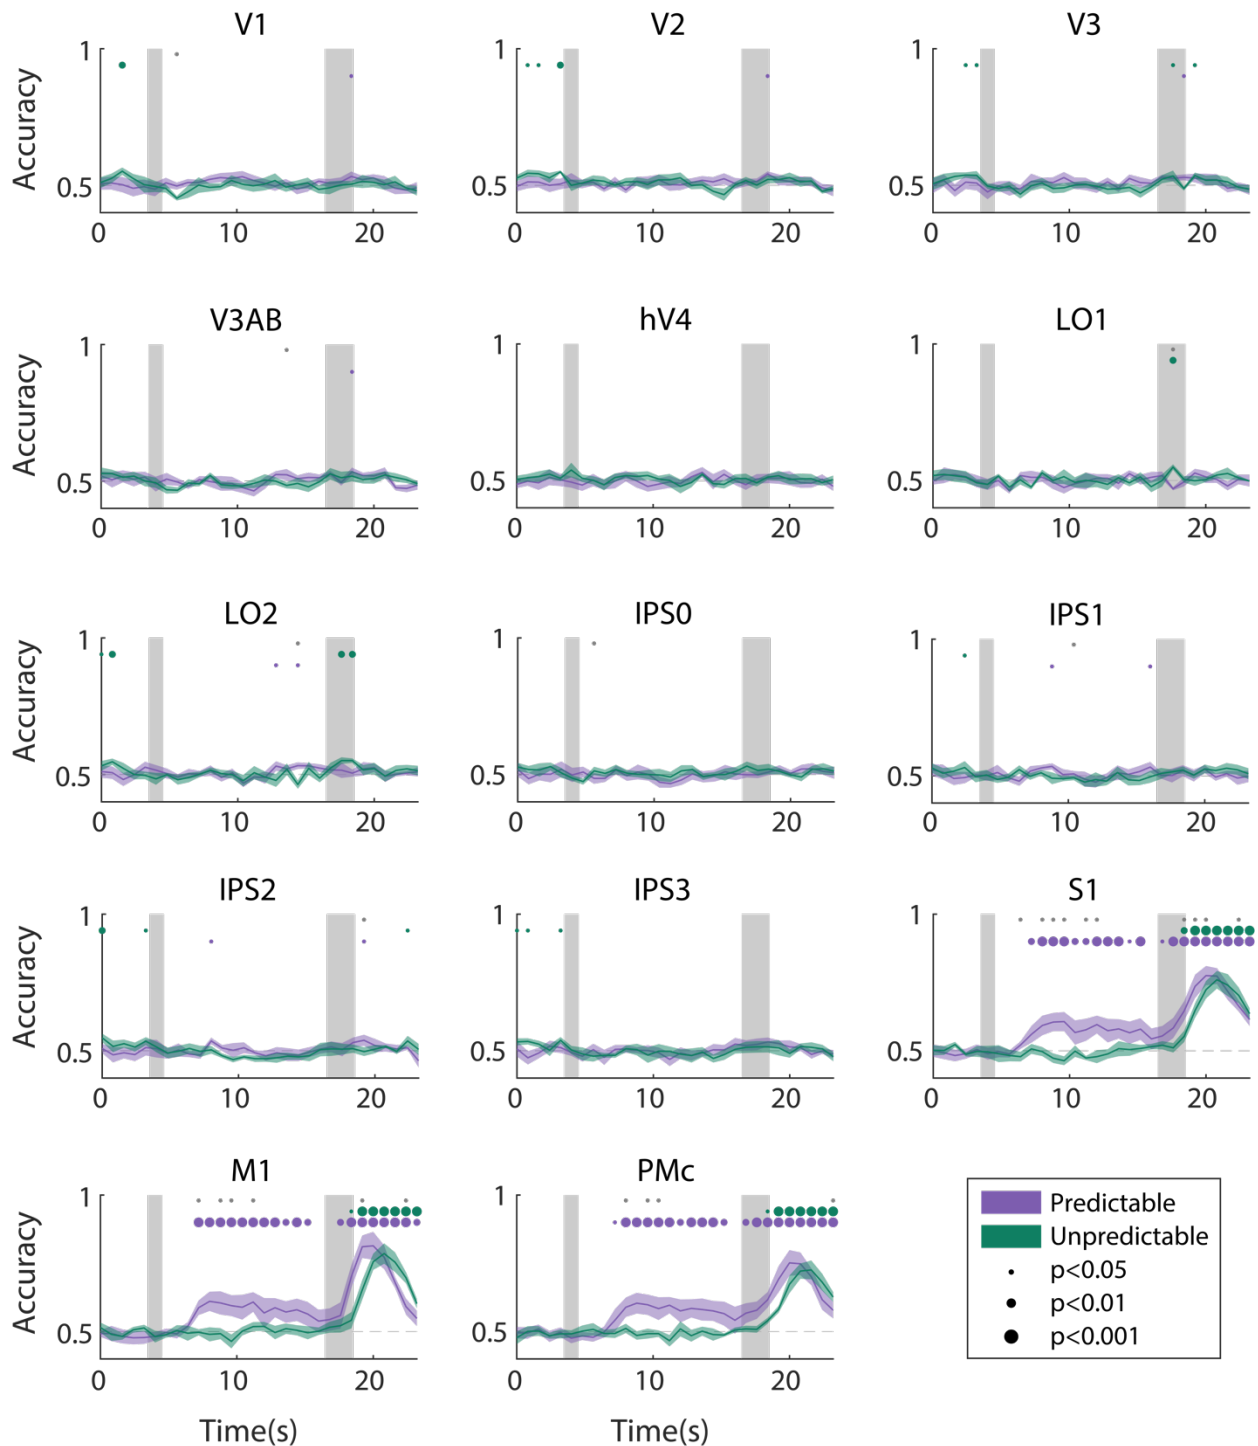 V1 V2 V3
Accuracy
1 1 1
0.5 0.5 0.5
0 10 20 0 10 20 0 10 20
V3AB hV4 LO1
Accuracy
1 1 1
0.5 0.5 0.5
0 10 20 0 10 20 0 10 20
LO2 IPS0 IPS1
Accuracy
1 1 1
0.5 0.5 0.5
0 10 20 0 10 20 0 10 20
IPS2 IPS3 S1
Accuracy
1 1 1
0.5 0.5 0.5
0 10 20 0 10 20 0 10 20
M1 PMc
Accuracy
1 1
0.5 0.5
0 10 20 0 10 20
Time(s) Time(s)
Predictable
Unpredictable
p<0.05
p<0.01
p<0.001